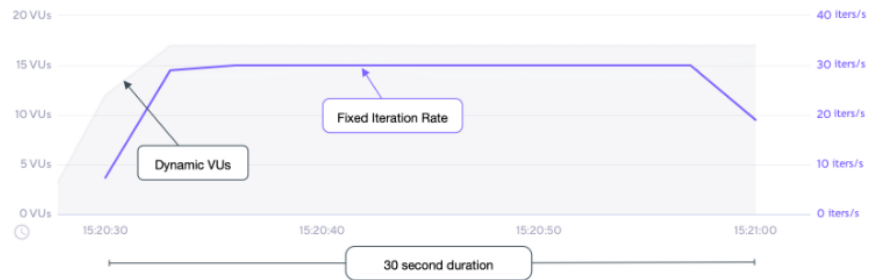 20 VUs
40 iters/s
15 VUs
30 iters/s
10 VUs
Fixed Iteration Rate
20 iters/s
5 VUs
Dynamic VUs
10 iters/s
0 VUs
0 iters/s
15:20:30
15:20:40
15:20:50
15:21:00
30 second duration